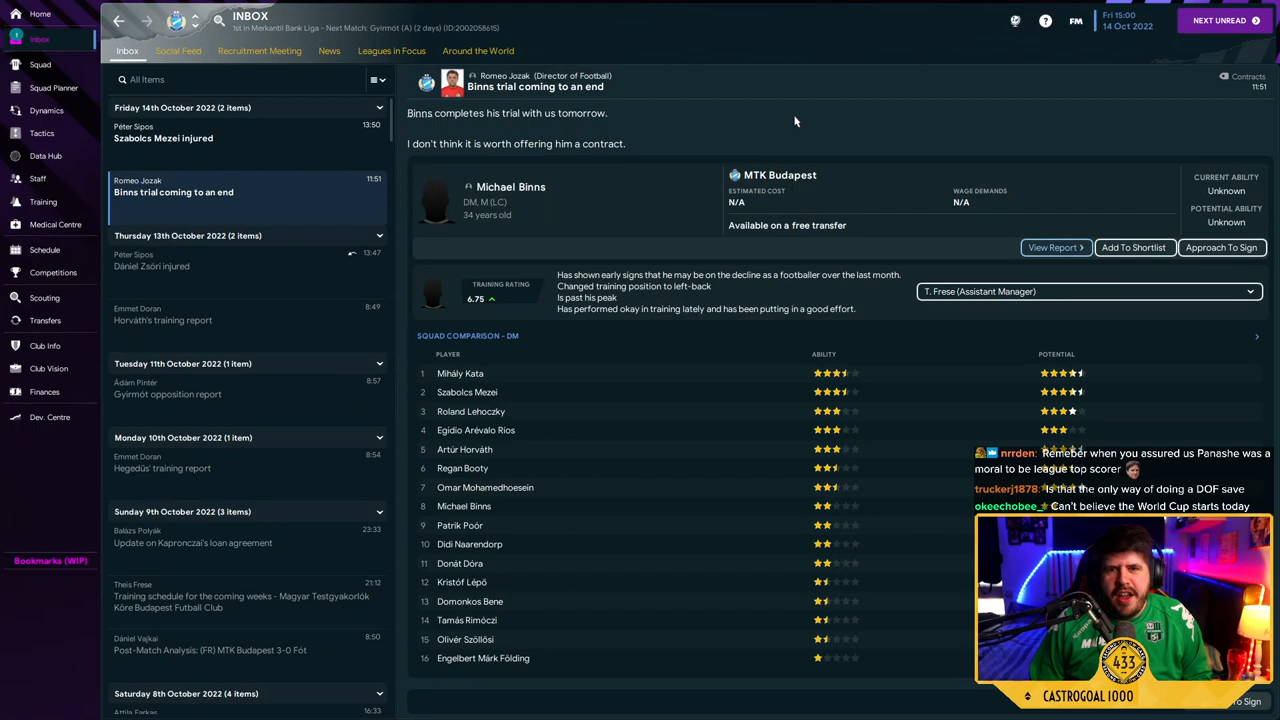 Home
1
Inbox
Squad
Squad Planner
Dynamics
Tactics
Data Hub
Staff
Training
Medical Centre
Schedule
Competitions
Scouting
Transfers
Club Info
Club Vision
Finances
Dev. Centre
Bookmarks (WIP)
INBOX
1st in Merkantil Bank Liga - Next Match: Gyirmót (A) (2 days) (ID:2002058615)
?
FM
Fri 15:00
14 Oct 2022
NEXT UNREAD
Inbox
Social Feed
Recruitment Meeting
News
Leagues in Focus
Around the World
All Items
Friday 14th October 2022 (2 items)
Péter Sipos
13:50
Szabolcs Mezei injured
Romeo Jozak
11:51
Binns trial coming to an end
Thursday 13th October 2022 (2 items)
Péter Sipos
13:47
Dániel Zsóri injured
Emmet Doran
8:49
Horváth's training report
Tuesday 11th October 2022 (1 item)
Ádám Pintér
8:57
Gyirmót opposition report
Monday 10th October 2022 (1 item)
Emmet Doran
8:54
Hegedűs' training report
Sunday 9th October 2022 (3 items)
Balázs Polyák
23:33
Update on Kapronczai's loan agreement
Theis Frese
21:12
Training schedule for the coming weeks - Magyar Testgyakorlók
Köre Budapest Futball Club
Dániel Vajkai
8:50
Post-Match Analysis: (FR) MTK Budapest 3-0 Fót
Saturday 8th October 2022 (4 items)
Attila Farkas
16:33
Romeo Jozak (Director of Football)
Binns trial coming to an end
Contracts
11:51
Binns completes his trial with us tomorrow.
I don't think it is worth offering him a contract.
Michael Binns
DM, M (LC)
34 years old
MTK Budapest
ESTIMATED COST
N/A
WAGE DEMANDS
N/A
Available on a free transfer
CURRENT ABILITY
Unknown
POTENTIAL ABILITY
Unknown
View Report
Add To Shortlist
Approach To Sign
TRAINING RATING
6.75
Has shown early signs that he may be on the decline as a footballer over the last month.
Changed training position to left-back
Is past his peak
Has performed okay in training lately and has been putting in a good effort.
T. Frese (Assistant Manager)
SQUAD COMPARISON - DM
PLAYER
ABILITY
POTENTIAL
1 Mihály Kata
2 Szabolcs Mezei
3 Roland Lehoczky
4 Egidio Arévalo Ríos
5 Artúr Horváth
6 Regan Booty
7 Omar Mohamedhoesein
8 Michael Binns
9 Patrik Poór
10 Didi Naarendorp
11 Donát Dóra
12 Kristóf Lépő
13 Domonkos Bene
14 Tamás Rimóczi
15 Olivér Szöllősi
16 Engelbert Márk Földing
nrrden: Remeber when you assured us Panashe was a
moral to be league top scorer
truckerj1878: Is that the only way of doing a DOF save
okeechobee_: Can't believe the World Cup starts today
433
CASTROGOAL1000
To Sign